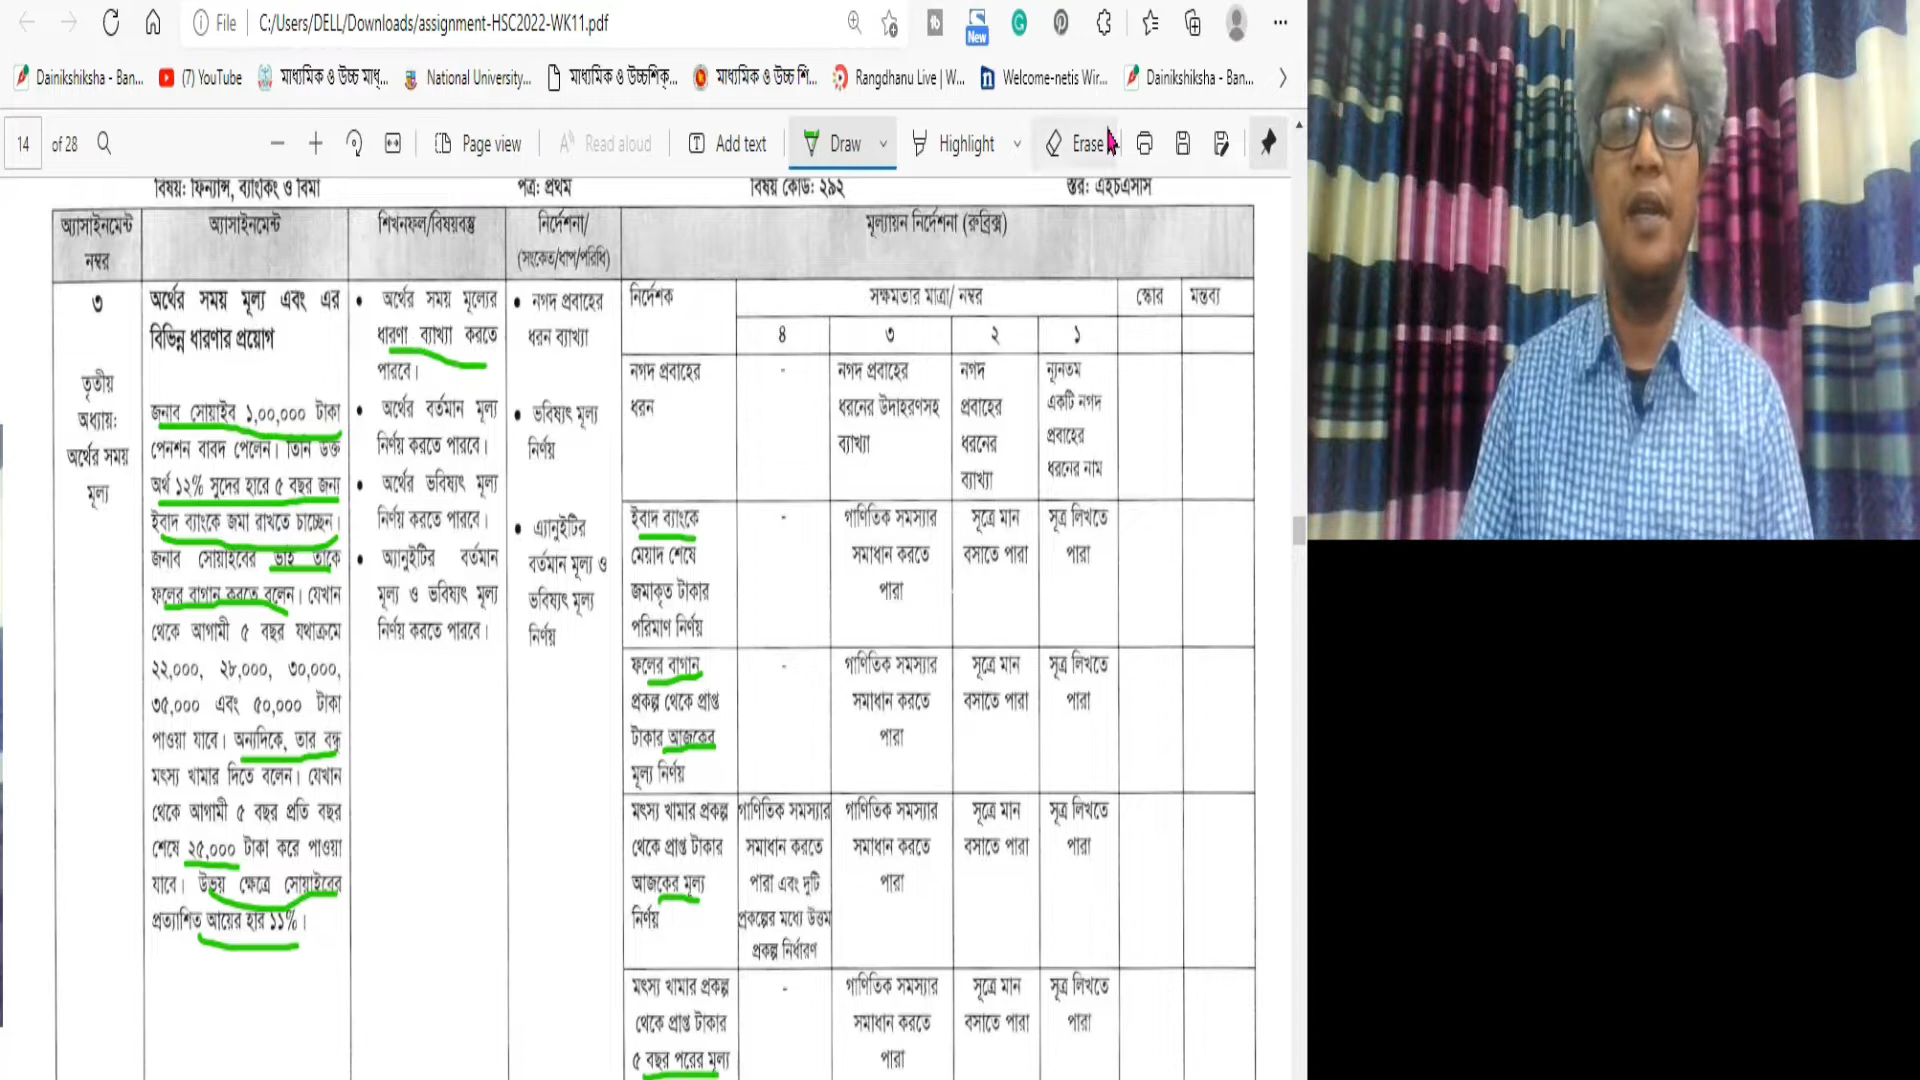 File C:/Users/DELL/Downloads/assignment-HSC2022-WK11.pdf
New
Dainikshiksha - Ban... (7) YouTube মাধ্যমিক ও উচ্চ মাধ্... National University... মাধ্যমিক ও উচ্চশিক্... মাধ্যমিক ও উচ্চ শি... Rangdhanu Live | W... Welcome-netis Wir... Dainikshiksha - Ban...
14 of 28 Page view Read aloud Add text Draw Highlight Erase
বিষয়: ফিন্যান্স, ব্যাংকিং ও বিমা পত্র: প্রথম বিষয় কোড: ২৯২ স্তর: এইচএসসি
অ্যাসাইনমেন্ট
নম্বর
অ্যাসাইনমেন্ট
শিখনফল/বিষয়বস্তু
নির্দেশনা/
(সংকেত/ধাপ/পরিধি)
মূল্যায়ন নির্দেশনা (রুব্রিক্স)
৩
তৃতীয়
অধ্যায়:
অর্থের সময়
মূল্য
অর্থের সময় মূল্য এবং এর
বিভিন্ন ধারণার প্রয়োগ
জনাব সোয়াইব ১,০০,০০০ টাকা
পেনশন বাবদ পেলেন। তিনি উক্ত
অর্থ ১২% সুদের হারে ৫ বছর জন্য
ইবাদ ব্যাংকে জমা রাখতে চাচ্ছেন।
জনাব সোয়াইবের ভাই তাকে
ফলের বাগান করতে বলেন। যেখান
থেকে আগামী ৫ বছর যথাক্রমে
২২,০০০, ২৮,০০০, ৩০,০০০,
৩৫,০০০ এবং ৫০,০০০ টাকা
পাওয়া যাবে। অন্যদিকে, তার বন্ধু
মৎস্য খামার দিতে বলেন। যেখান
থেকে আগামী ৫ বছর প্রতি বছর
শেষে ২৫,০০০ টাকা করে পাওয়া
যাবে। উভয় ক্ষেত্রে সোয়াইবের
প্রত্যাশিত আয়ের হার ১১%।
• অর্থের সময় মূল্যের
ধারণা ব্যাখ্যা করতে
পারবে।
• অর্থের বর্তমান মূল্য
নির্ণয় করতে পারবে।
• অর্থের ভবিষ্যৎ মূল্য
নির্ণয় করতে পারবে।
• অ্যানুইটির বর্তমান
মূল্য ও ভবিষ্যৎ মূল্য
নির্ণয় করতে পারবে।
• নগদ প্রবাহের
ধরন ব্যাখ্যা
• ভবিষ্যৎ মূল্য
নির্ণয়
• এ্যানুইটির
বর্তমান মূল্য ও
ভবিষ্যৎ মূল্য
নির্ণয়
নির্দেশক সক্ষমতার মাত্রা/ নম্বর স্কোর মন্তব্য
৪ ৩ ২ ১
নগদ প্রবাহের
ধরন
-
নগদ প্রবাহের
ধরনের উদাহরণসহ
ব্যাখ্যা
নগদ
প্রবাহের
ধরনের
ব্যাখ্যা
ন্যূনতম
একটি নগদ
প্রবাহের
ধরনের নাম
ইবাদ ব্যাংকে
মেয়াদ শেষে
জমাকৃত টাকার
পরিমাণ নির্ণয়
-
গাণিতিক সমস্যার
সমাধান করতে
পারা
সূত্রে মান
বসাতে পারা
সূত্র লিখতে
পারা
ফলের বাগান
প্রকল্প থেকে প্রাপ্ত
টাকার আজকের
মূল্য নির্ণয়
-
গাণিতিক সমস্যার
সমাধান করতে
পারা
সূত্রে মান
বসাতে পারা
সূত্র লিখতে
পারা
মৎস্য খামার প্রকল্প
থেকে প্রাপ্ত টাকার
আজকের মূল্য
নির্ণয়
গাণিতিক সমস্যার
সমাধান করতে
পারা এবং দুটি
প্রকল্পের মধ্যে উত্তম
প্রকল্প নির্ধারণ
গাণিতিক সমস্যার
সমাধান করতে
পারা
সূত্রে মান
বসাতে পারা
সূত্র লিখতে
পারা
মৎস্য খামার প্রকল্প
থেকে প্রাপ্ত টাকার
৫ বছর পরের মূল্য
-
গাণিতিক সমস্যার
সমাধান করতে
পারা
সূত্রে মান
বসাতে পারা
সূত্র লিখতে
পারা